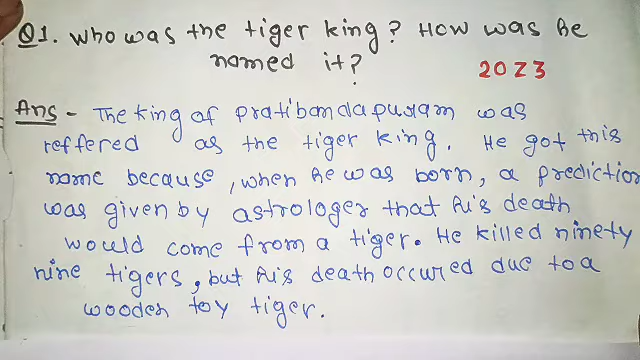 Q1. Who was the tiger king? How was he
named it?
2023
Ans - The king of pratibandapuram was
reffered as the tiger king. He got this
name because, when he was born, a prediction
was given by astrologer that his death
would come from a tiger. He killed ninety
nine tigers, but his death occured due to a
wooden toy tiger.